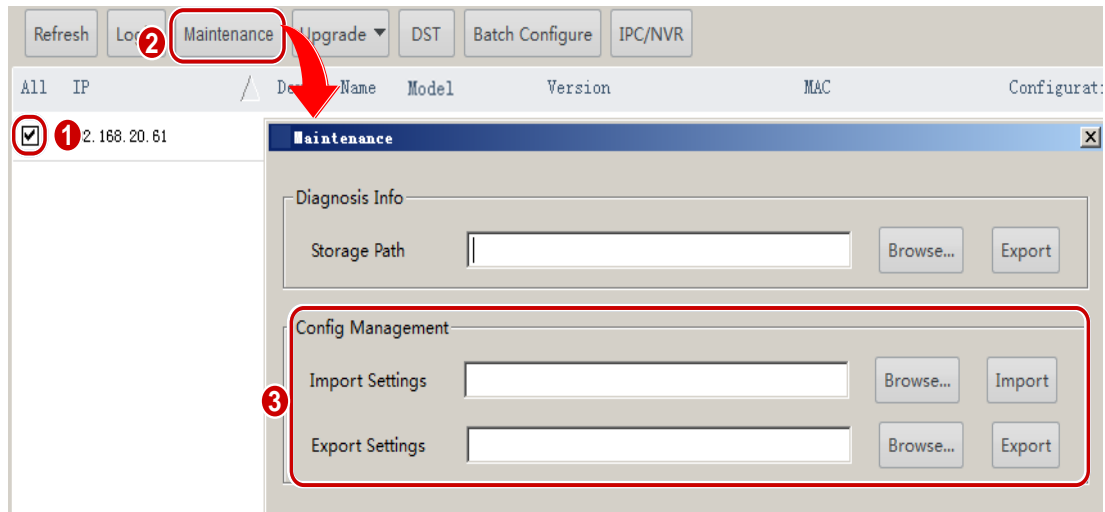 Refresh Log 2 Maintenance Upgrade DST Batch Configure IPC/NVR
All IP De Name Model Version MAC Configurat
1 2.168.20.61
Maintenance
Diagnosis Info
Storage Path Browse... Export
Config Management
Import Settings Browse... Import
3
Export Settings Browse... Export